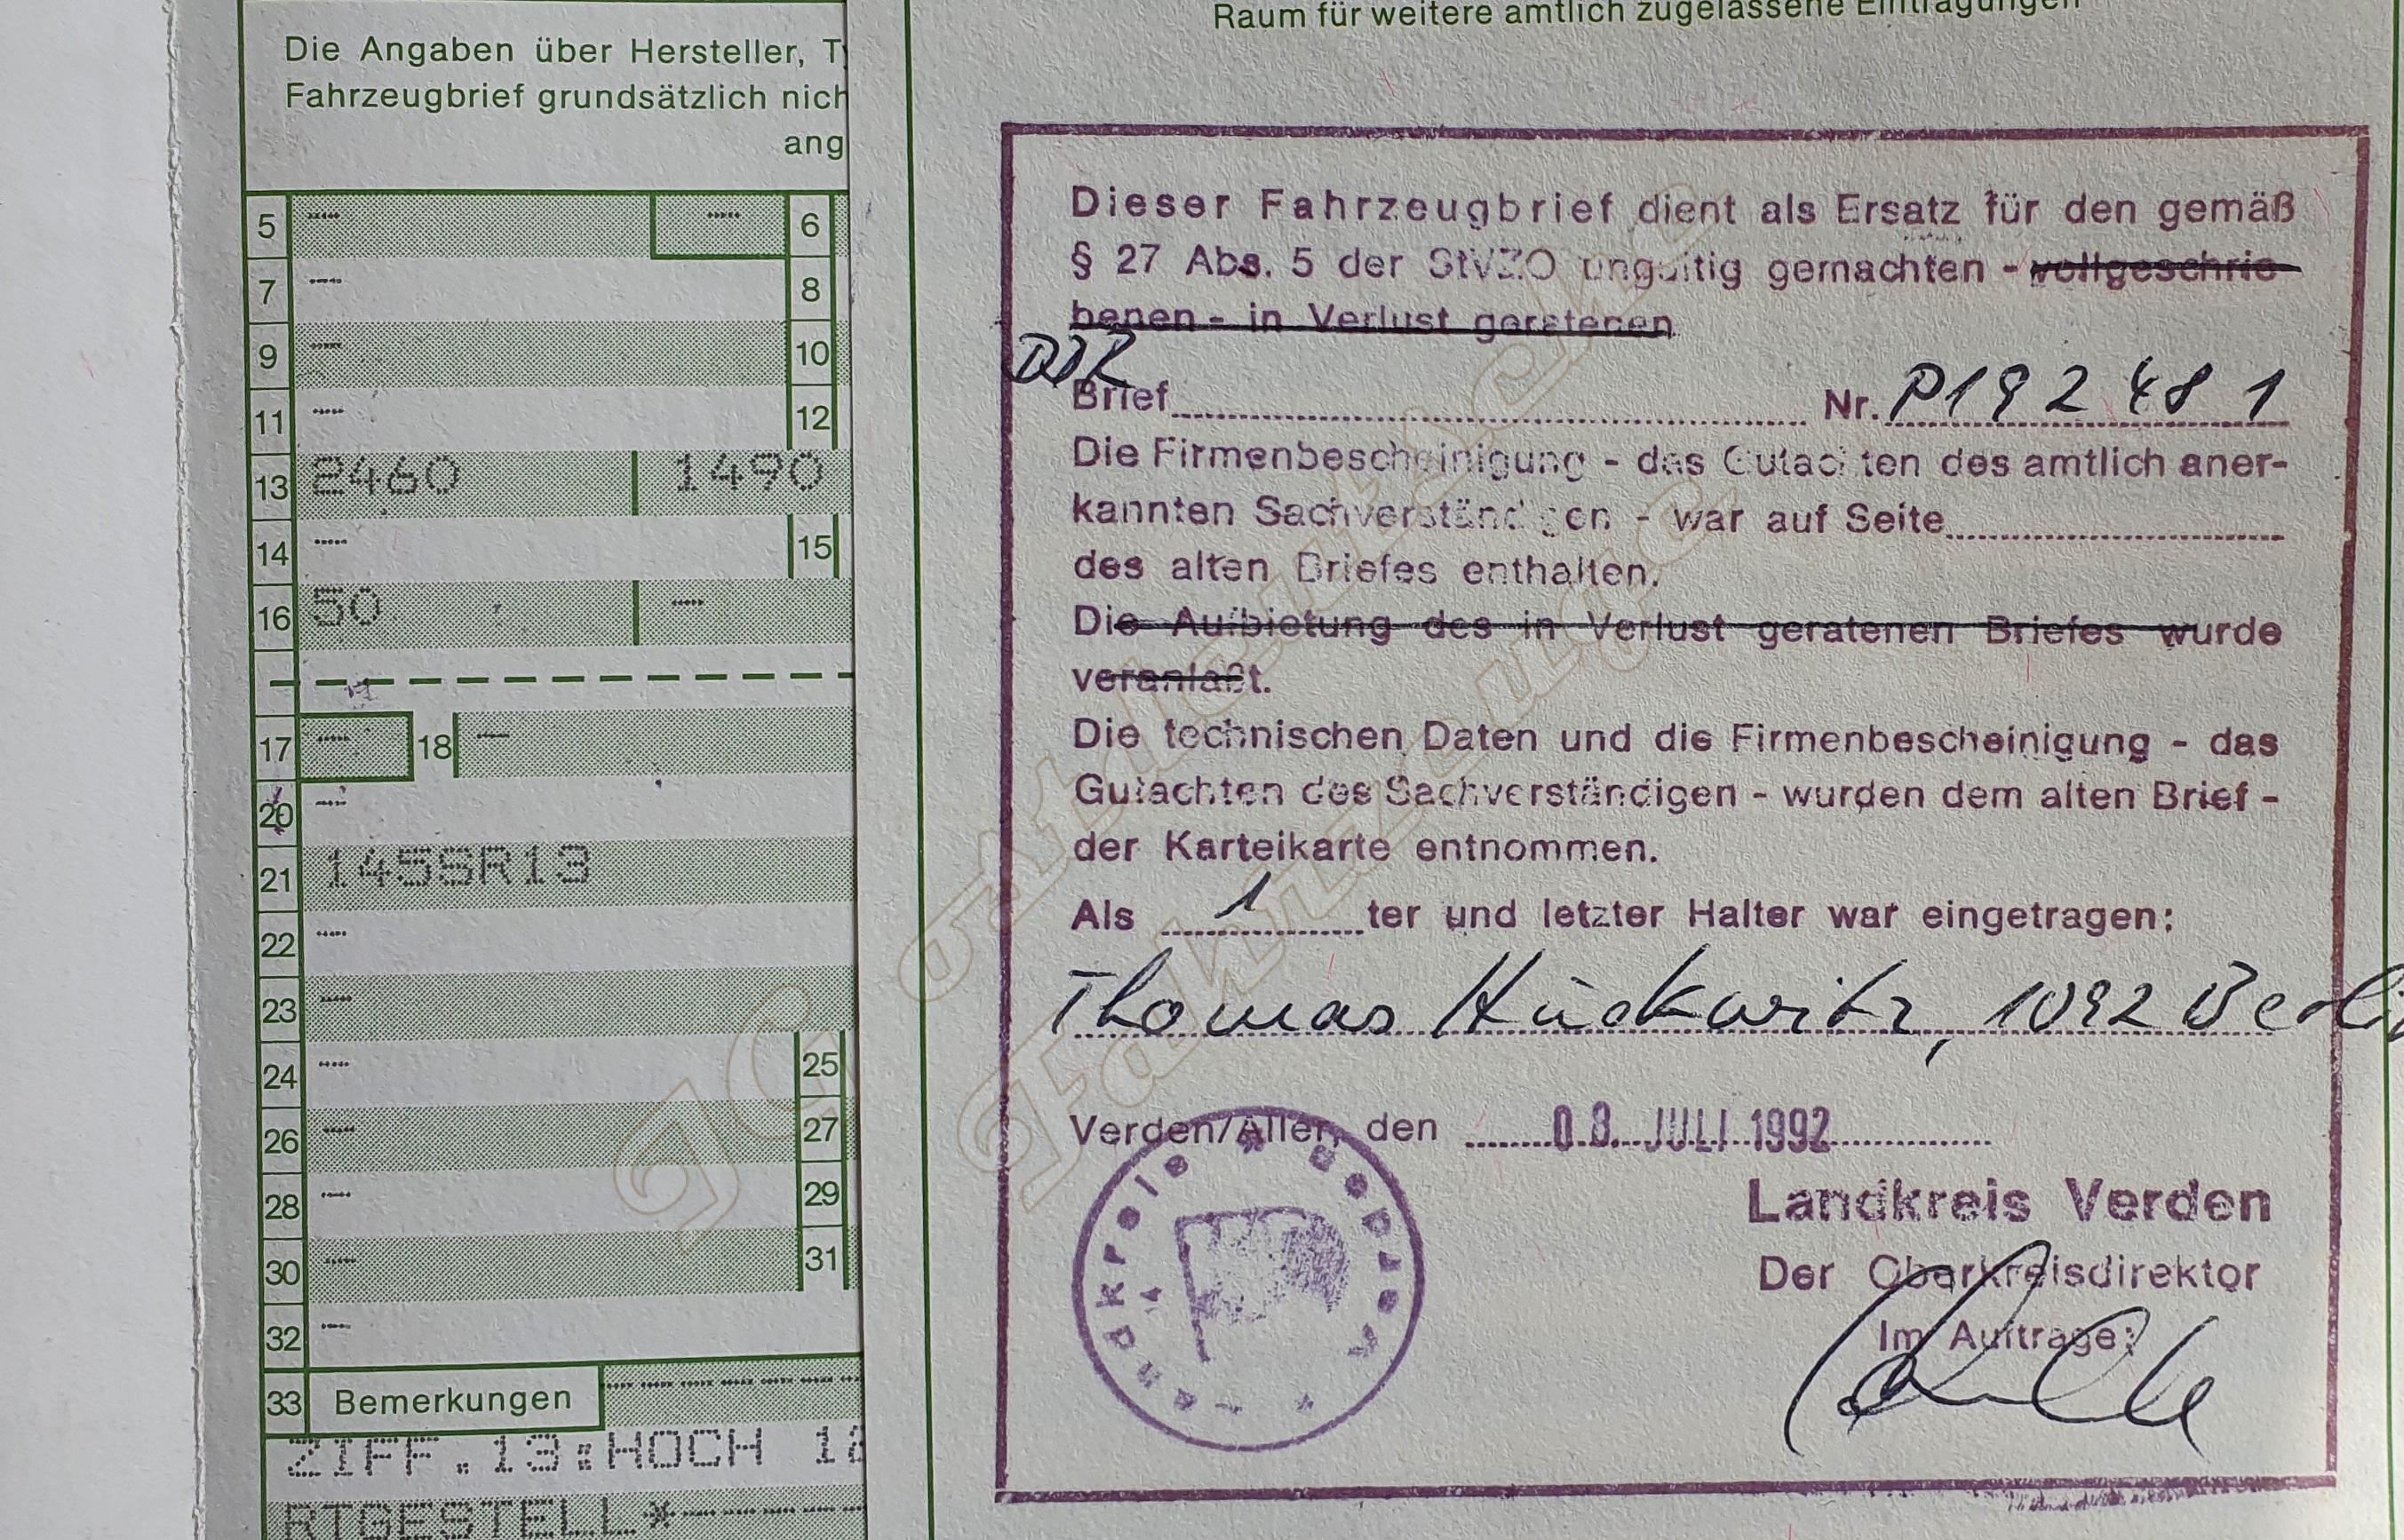 Die Angaben über Hersteller, Ty
Fahrzeugbrief grundsätzlich nich
ang
5 ----- ----- 6
7 ----- 8
9 ----- 10
11 ----- 12
13 2460 1490
14 ----- 15
16 50 -----
17 ----- 18 -----
20 -----
21 145SR13
22 -----
23 -----
24 ----- 25
26 ----- 27
28 ----- 29
30 ----- 31
32 -----
33 Bemerkungen
ZIFF.13:HOCH
RTGESTELL*-----
Raum für weitere amtlich zugelassene Eintragungen
Dieser Fahrzeugbrief dient als Ersatz für den gemäß
§ 27 Abs. 5 der StVZO ungültig gemachten - vollgeschrie-
benen - in Verlust geratenen
DDR
Brief Nr. P192481
Die Firmenbescheinigung - das Gutachten des amtlich aner-
kannten Sachverständigen - war auf Seite
des alten Briefes enthalten.
Die Aufbietung des in Verlust geratenen Briefes wurde
veranlaßt.
Die technischen Daten und die Firmenbescheinigung - das
Gutachten des Sachverständigen - wurden dem alten Brief -
der Karteikarte entnommen.
Als 1 ter und letzter Halter war eingetragen:
Thomas Hückwitz, 1092 Berli
Verden/Aller, den 08. JULI 1992
Landkreis Verden
Der Oberkreisdirektor
Im Auftrage:
Landkreis Verden
14